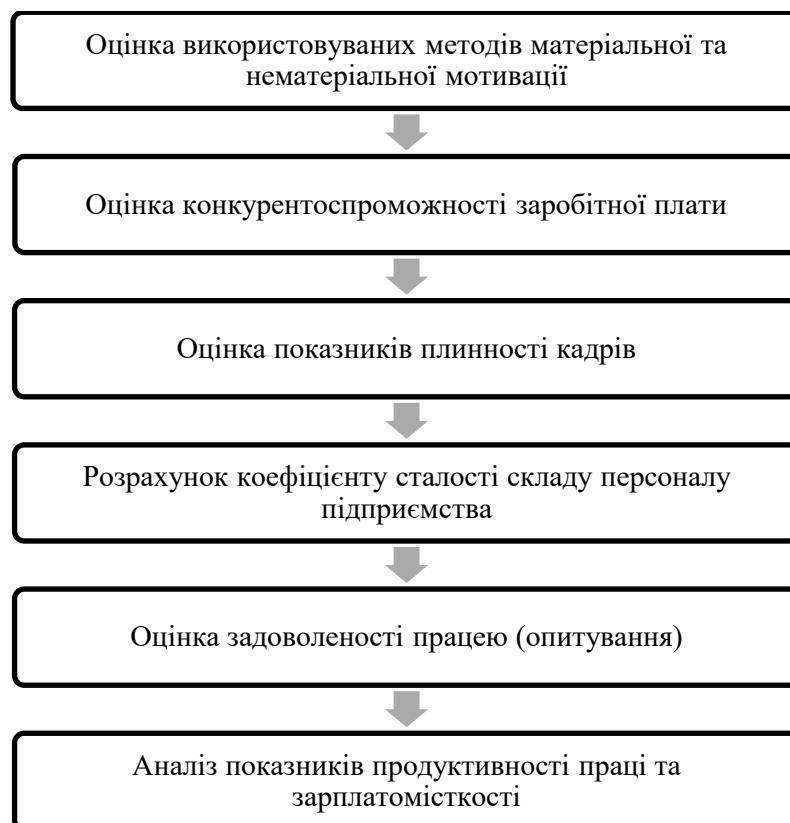 Оцінка використовуваних методів матеріальної та
нематеріальної мотивації
Оцінка конкурентоспроможності заробітної плати
Оцінка показників плинності кадрів
Розрахунок коефіцієнту сталості складу персоналу
підприємства
Оцінка задоволеності працею (опитування)
Аналіз показників продуктивності праці та
зарплатомісткості